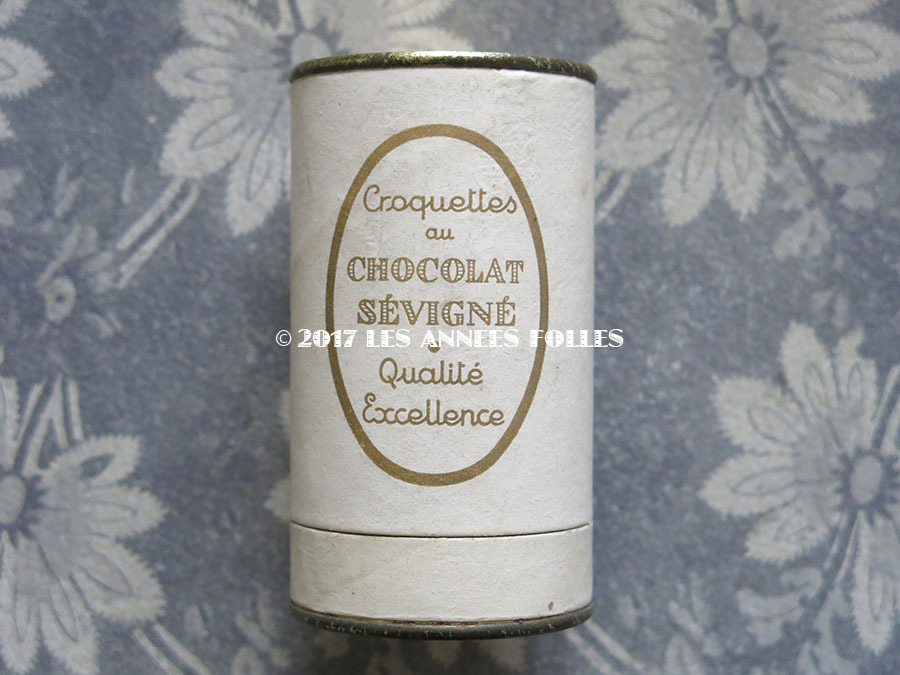 Croquettes
au
CHOCOLAT
SÉVIGNÉ
© 2017 LES ANNEES FOLLES
Qualité
Excellence